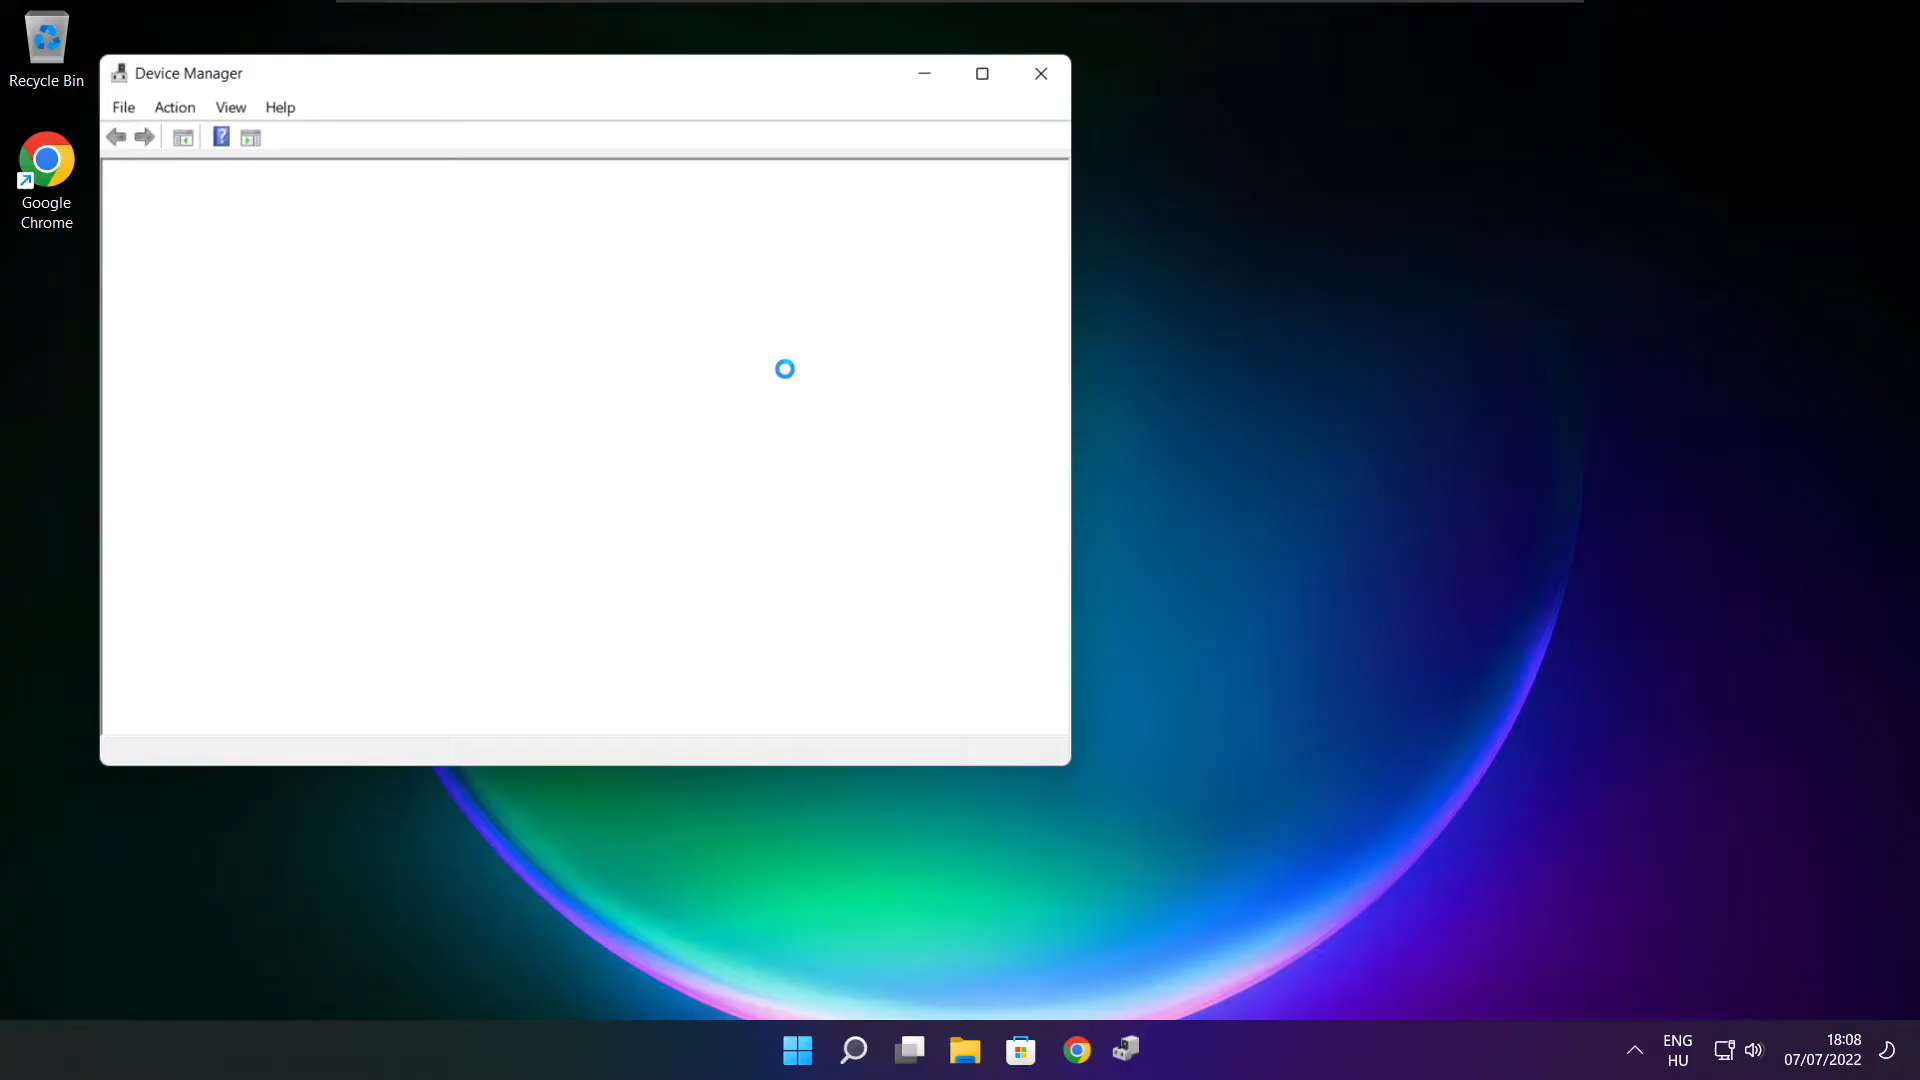 Recycle Bin
Google
Chrome
Device Manager
File Action View Help
?
ENG
HU
18:08
07/07/2022